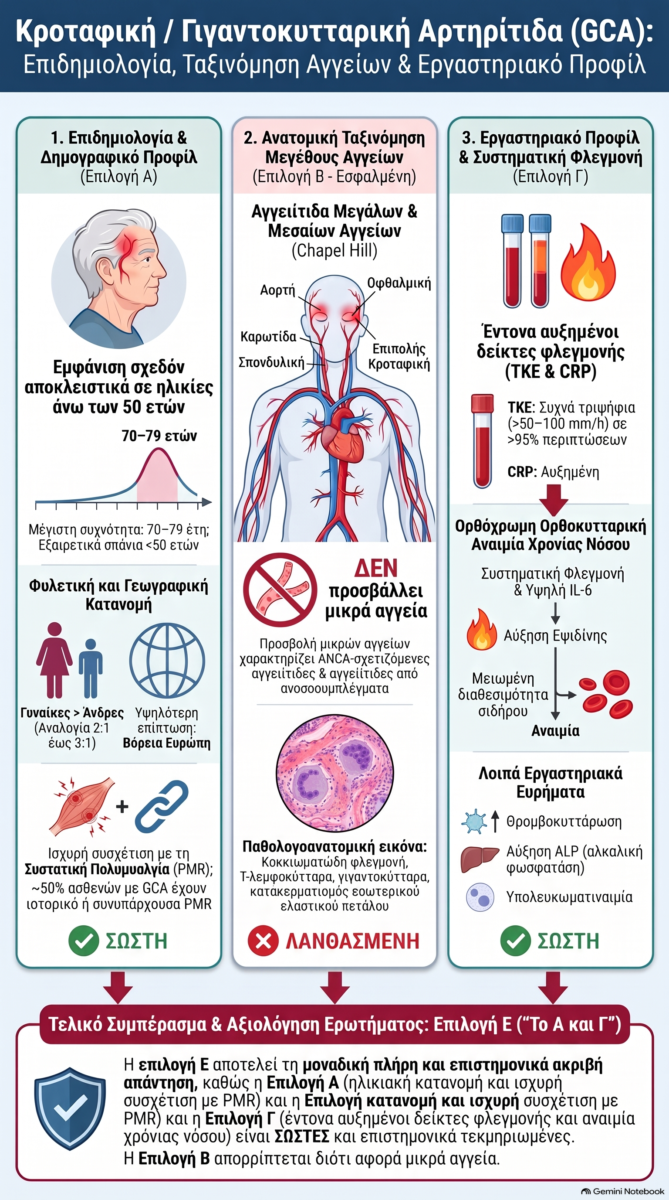 Κροταφική / Γιγαντοκυτταρική Αρτηρίτιδα (GCA):
Επιδημιολογία, Ταξινόμηση Αγγείων & Εργαστηριακό Προφίλ
1. Επιδημιολογία &
Δημογραφικό Προφίλ
(Επιλογή Α)
Εμφάνιση σχεδόν
αποκλειστικά σε ηλικίες
άνω των 50 ετών
70–79 ετών
Μέγιστη συχνότητα: 70–79 έτη;
Εξαιρετικά σπάνια <50 ετών
Φυλετική και Γεωγραφική
Κατανομή
Γυναίκες > Άνδρες
(Αναλογία 2:1
έως 3:1)
Υψηλότερη
επίπτωση:
Βόρεια Ευρώπη
Ισχυρή συσχέτιση με τη
Συστατική Πολυμυολγία (PMR);
~50% ασθενών με GCA έχουν
ιοτορικό ή συνυπάρχουσα PMR
ΣΩΣΤΗ
2. Ανατομική Ταξινόμηση
Μεγέθους Αγγείων
(Επιλογή Β - Εσφαλμένη)
Αγγειίτιδα Μεγάλων &
Μεσαίων Αγγείων
(Chapel Hill)
Αορτή
Οφθαλμική
Καρωτίδα
Σπονδυλική
Επιπολής
Κροταφική
ΔΕΝ
προσβάλλει
μικρά αγγεία
Προσβολή μικρών αγγείων
χαρακτηρίζει ANCA-σχετιζόμενες
αγγειίτιδες & αγγείίτιδες από
ανοσοουμπλέγματα
Παθολογοανατομική εικόνα:
Κοκκιωματώδη φλεγμονή,
Τ-λεμφοκύτταρα, γιγαντοκύτταρα,
κατακερματιομός εοωτερικού
ελαστικού πετάλου
ΛΑΝΘΑΣΜΕΝΗ
3. Εργαστηριακό Προφίλ
& Συστηματική Φλεγμονή
(Επιλογή Γ)
Έντονα αυξημένοι
δείκτες φλεγμονής
(ΤΚΕ & CRP)
ΤΚΕ: Συχνά τριψήφια
(>50–100 mm/h) σε
>95% περιπτώσεων
CRP: Αυξημένη
Ορθόχρωμη Ορθοκυτταρική
Αναιμία Χρονίας Νόσου
Συστηματική Φλεγμονή
& Υψηλή IL-6
Αύξηση Εψιδίνης
Μειωμένη
διαθεσιμότητα
σιδήρου
Αναιμία
Λοιπά Εργαστηριακά
Ευρήματα
Θρομβοκυττάρωση
Αύξηση ALP (αλκαλική
φωσφατάση)
Υπολευκωματιναιμία
ΣΩΣΤΗ
Τελικό Συμπέρασμα & Αξιολόγηση Ερωτήματος: Επιλογή Ε (“Το Α και Γ”)
Η επιλογή Ε αποτελεί τη μοναδική πλήρη και επιστημονικά ακριβή
απάντηση, καθώς η Επιλογή Α (ηλικιακή κατανομή και ισχυρή
συσχέτιση με PMR) και η Επιλογή κατανομή και ισχυρή συσχέτιση με
PMR) και η Επιλογή Γ (έντονα αυξημένοι δείκτες φλεγμονής και αναιμία
χρόνιας νόσου) είναι ΣΩΣΤΕΣ και επιστημονικά τεκμηριωμένες.
Η Επιλογή Β απορρίπτεται διότι αφορά μικρά αγγεία.
Gemini Notebook